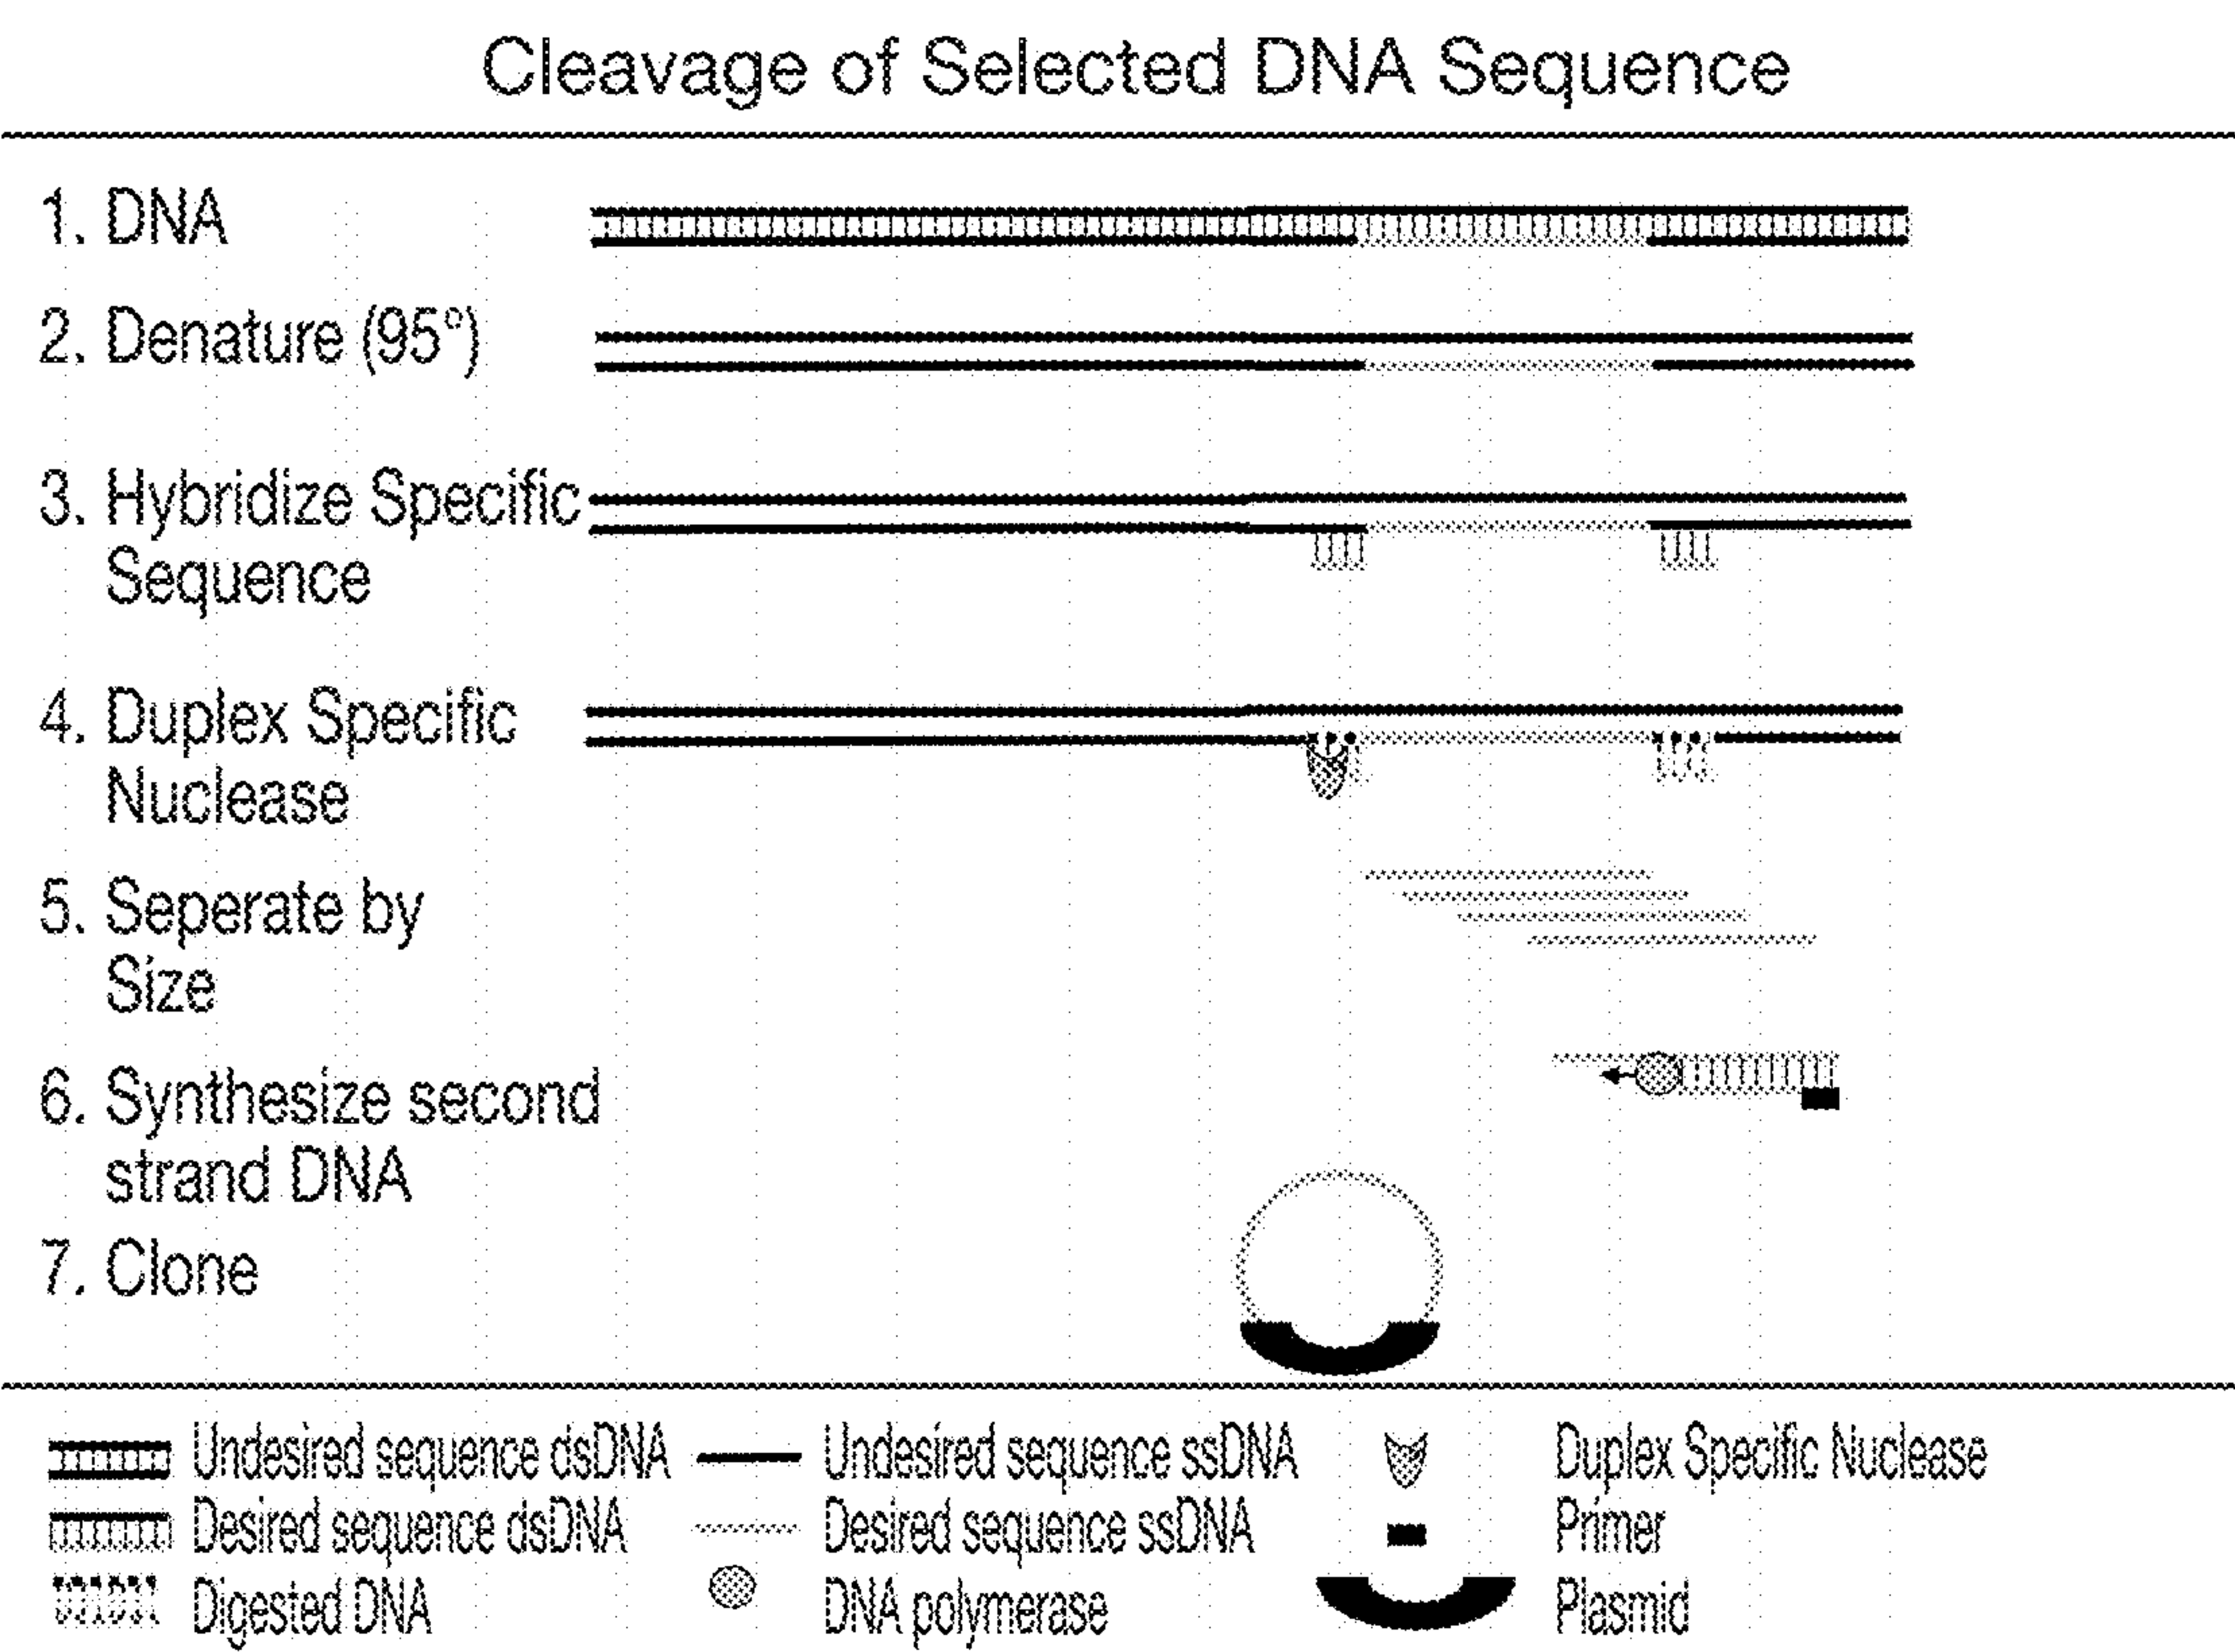 Cleavage of Selected DNA Sequence
1. DNA
2. Denature (95°)
3. Hybridize Specific
Sequence
4. Duplex Specific
Nuclease
5. Seperate by
Size
6. Synthesize second
strand DNA
7. Clone
Undesired sequence dsDNA
Undesired sequence ssDNA
Duplex Specific Nuclease
Desired sequence dsDNA
Desired sequence ssDNA
Primer
Digested DNA
DNA polymerase
Plasmid